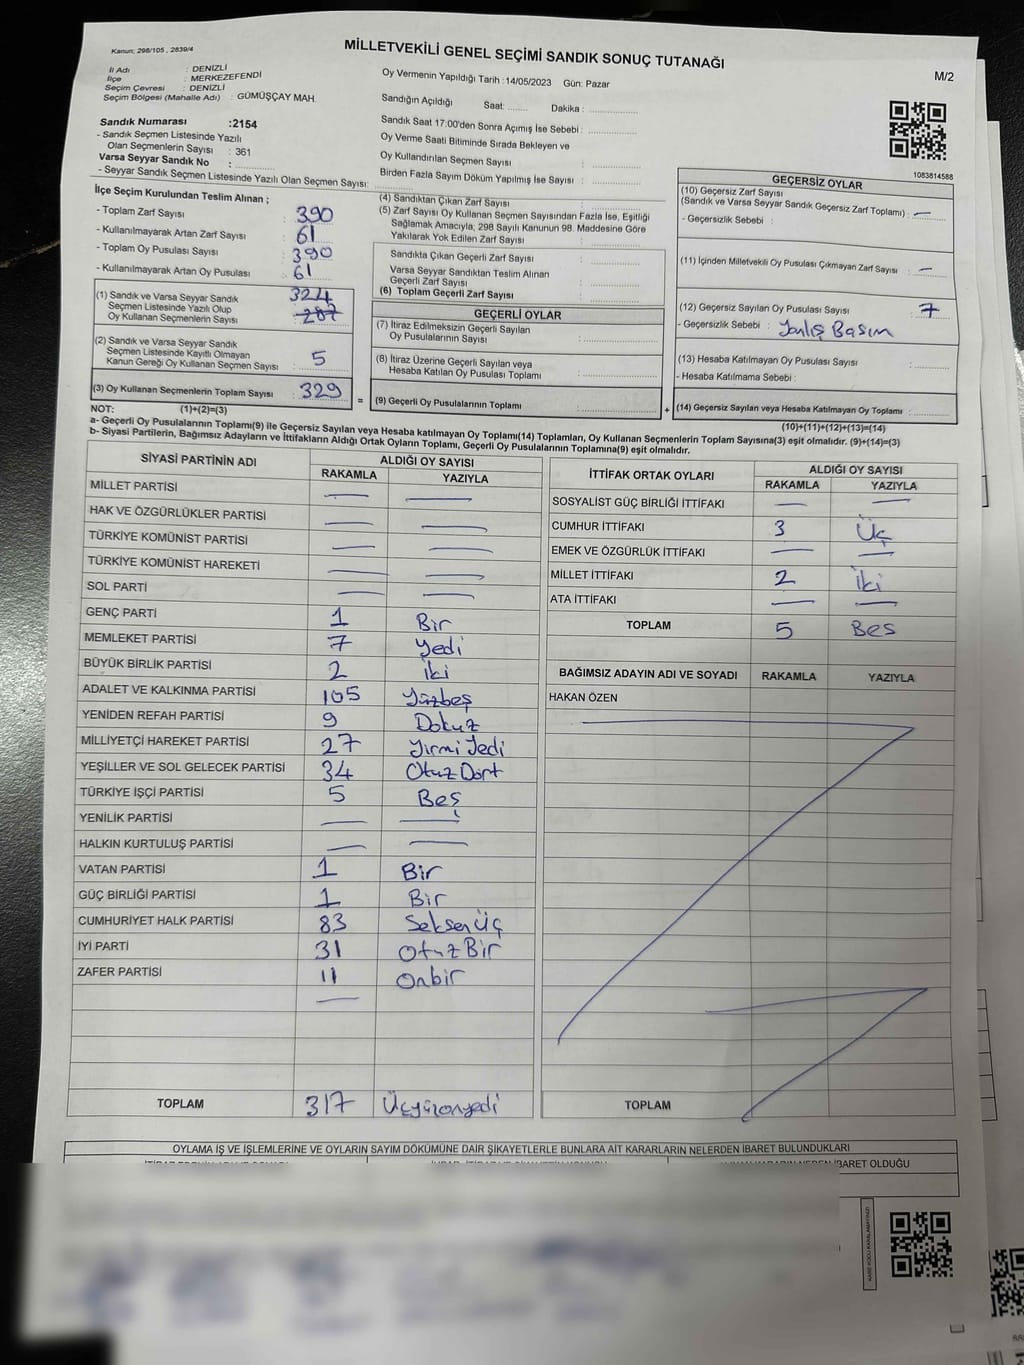 Kanun: 298/105 , 2839/4
MİLLETVEKİLİ GENEL SEÇİMİ SANDIK SONUÇ TUTANAĞI
M/2
İl Adı : DENİZLİ
İlçe : MERKEZEFENDİ
Seçim Çevresi : DENİZLİ
Seçim Bölgesi (Mahalle Adı) : GÜMÜŞÇAY MAH.
Sandık Numarası :2154
- Sandık Seçmen Listesinde Yazılı
Olan Seçmenlerin Sayısı : 361
Varsa Seyyar Sandık No :
- Seyyar Sandık Seçmen Listesinde Yazılı Olan Seçmen Sayısı:
Oy Vermenin Yapıldığı Tarih :14/05/2023 Gün: Pazar
Sandığın Açıldığı Saat: Dakika :
Sandık Saat 17:00'den Sonra Açımış İse Sebebi :
Oy Verme Saati Bitiminde Sırada Bekleyen ve
Oy Kullandırılan Seçmen Sayısı :
Birden Fazla Sayım Döküm Yapılmış İse Sayısı :
1083814588
İlçe Seçim Kurulundan Teslim Alınan ;
- Toplam Zarf Sayısı : 390
- Kullanılmayarak Artan Zarf Sayısı : 61
- Toplam Oy Pusulası Sayısı : 390
- Kullanılmayarak Artan Oy Pusulası : 61
(1) Sandık ve Varsa Seyyar Sandık 324
Seçmen Listesinde Yazılı Olup
Oy Kullanan Seçmenlerin Sayısı : 287
(2) Sandık ve Varsa Seyyar Sandık
Seçmen Listesinde Kayıtlı Olmayan
Kanun Gereği Oy Kullanan Seçmen Sayısı : 5
(3) Oy Kullanan Seçmenlerin Toplam Sayısı : 329
=
(4) Sandıktan Çıkan Zarf Sayısı :
(5) Zarf Sayısı Oy Kullanan Seçmen Sayısından Fazla İse, Eşitliği
Sağlamak Amacıyla, 298 Sayılı Kanunun 98. Maddesine Göre
Yakılarak Yok Edilen Zarf Sayısı :
Sandıkta Çıkan Geçerli Zarf Sayısı :
Varsa Seyyar Sandıktan Teslim Alınan
Geçerli Zarf Sayısı :
(6) Toplam Geçerli Zarf Sayısı :
GEÇERLİ OYLAR
(7) İtiraz Edilmeksizin Geçerli Sayılan
Oy Pusulalarının Sayısı :
(8) İtiraz Üzerine Geçerli Sayılan veya
Hesaba Katılan Oy Pusulası Toplamı :
(9) Geçerli Oy Pusulalarının Toplamı :
+
GEÇERSİZ OYLAR
(10) Geçersiz Zarf Sayısı
(Sandık ve Varsa Seyyar Sandık Geçersiz Zarf Toplamı) : —
- Geçersizlik Sebebi :
(11) İçinden Milletvekili Oy Pusulası Çıkmayan Zarf Sayısı : —
(12) Geçersiz Sayılan Oy Pusulası Sayısı : 7
- Geçersizlik Sebebi : Yanlış Basım
(13) Hesaba Katılmayan Oy Pusulası Sayısı :
- Hesaba Katılmama Sebebi :
(14) Geçersiz Sayılan veya Hesaba Katılmayan Oy Toplamı :
NOT: (1)+(2)=(3)
(10)+(11)+(12)+(13)=(14)
a- Geçerli Oy Pusulalarının Toplamı(9) ile Geçersiz Sayılan veya Hesaba katılmayan Oy Toplamı(14) Toplamları, Oy Kullanan Seçmenlerin Toplam Sayısına(3) eşit olmalıdır. (9)+(14)=(3)
b- Siyasi Partilerin, Bağımsız Adayların ve İttifakların Aldığı Ortak Oyların Toplamı, Geçerli Oy Pusulalarının Toplamına(9) eşit olmalıdır.
SİYASİ PARTİNİN ADI ALDIĞI OY SAYISI
RAKAMLA YAZIYLA
MİLLET PARTİSİ — —
HAK VE ÖZGÜRLÜKLER PARTİSİ — —
TÜRKİYE KOMÜNİST PARTİSİ — —
TÜRKİYE KOMÜNİST HAREKETİ — —
SOL PARTİ — —
GENÇ PARTİ 1 Bir
MEMLEKET PARTİSİ 7 Yedi
BÜYÜK BİRLİK PARTİSİ 2 İki
ADALET VE KALKINMA PARTİSİ 105 Yüzbeş
YENİDEN REFAH PARTİSİ 9 Dokuz
MİLLİYETÇİ HAREKET PARTİSİ 27 Yirmi Yedi
YEŞİLLER VE SOL GELECEK PARTİSİ 34 Otuz Dört
TÜRKİYE İŞÇİ PARTİSİ 5 Beş
YENİLİK PARTİSİ — —
HALKIN KURTULUŞ PARTİSİ — —
VATAN PARTİSİ 1 Bir
GÜÇ BİRLİĞİ PARTİSİ 1 Bir
CUMHURİYET HALK PARTİSİ 83 Seksen Üç
İYİ PARTİ 31 Otuz Bir
ZAFER PARTİSİ 11 Onbir
—
TOPLAM 317 Üçyüzonyedi
İTTİFAK ORTAK OYLARI ALDIĞI OY SAYISI
RAKAMLA YAZIYLA
SOSYALİST GÜÇ BİRLİĞİ İTTİFAKI — —
CUMHUR İTTİFAKI 3 Üç
EMEK VE ÖZGÜRLÜK İTTİFAKI — —
MİLLET İTTİFAKI 2 İki
ATA İTTİFAKI — —
TOPLAM 5 Bes
BAĞIMSIZ ADAYIN ADI VE SOYADI RAKAMLA YAZIYLA
HAKAN ÖZEN
TOPLAM
OYLAMA İŞ VE İŞLEMLERİNE VE OYLARIN SAYIM DÖKÜMÜNE DAİR ŞİKAYETLERLE BUNLARA AİT KARARLARIN NELERDEN İBARET BULUNDUKLARI
İBARET OLDUĞU